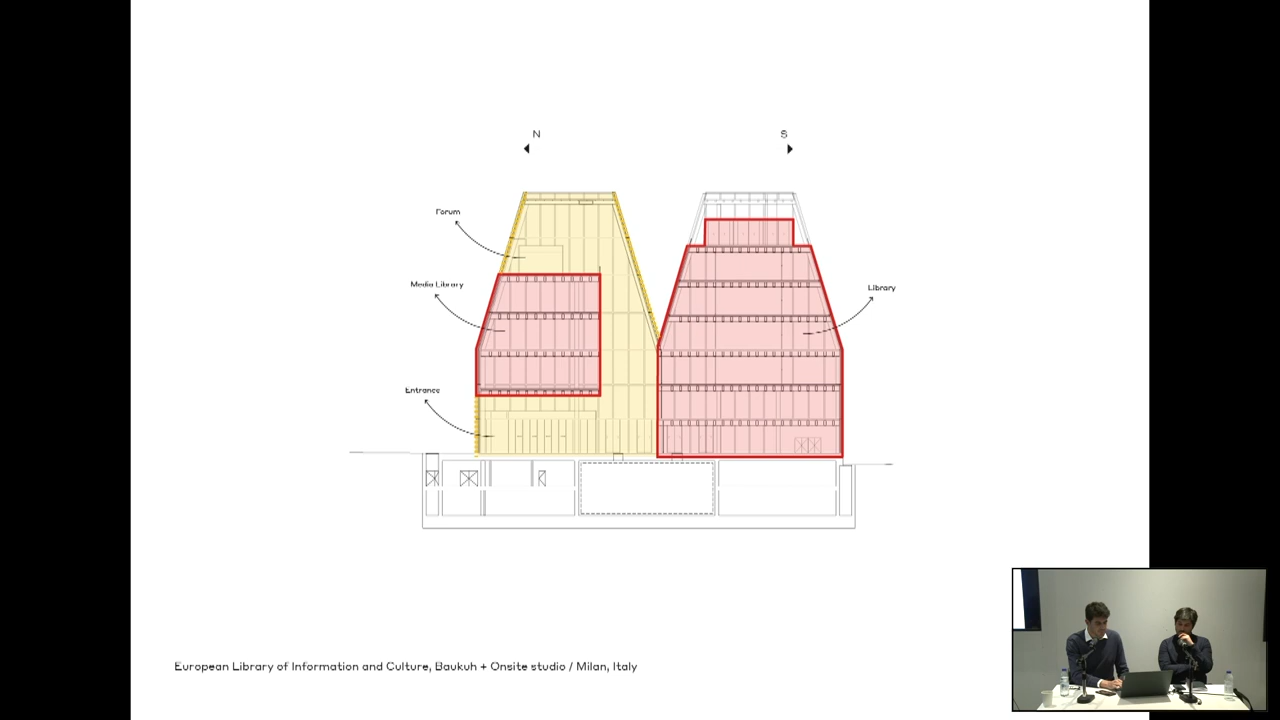 N
S
Forum
Media Library
Library
Entrance
European Library of Information and Culture, Baukuh + Onsite studio / Milan, Italy